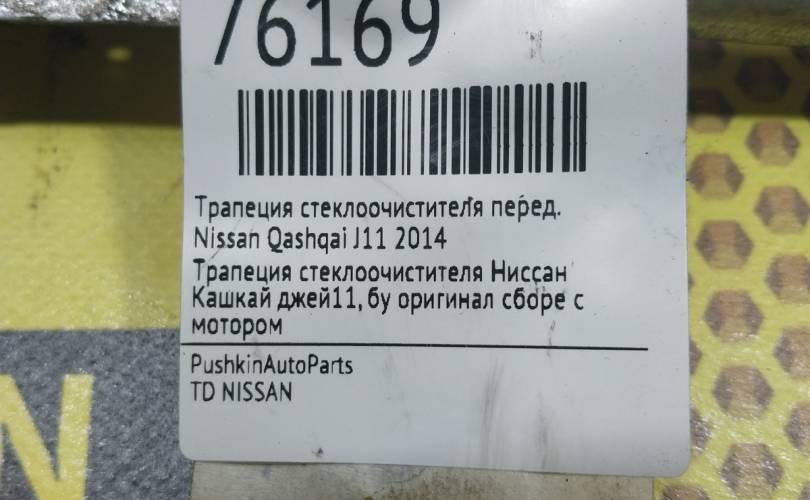 76169
Трапеция стеклоочистителя перед.
Nissan Qashqai J11 2014
Трапеция стеклоочистителя Ниссан
Кашкай джей11, бу оригинал сборе с
мотором
PushkinAutoParts
TD NISSAN
N